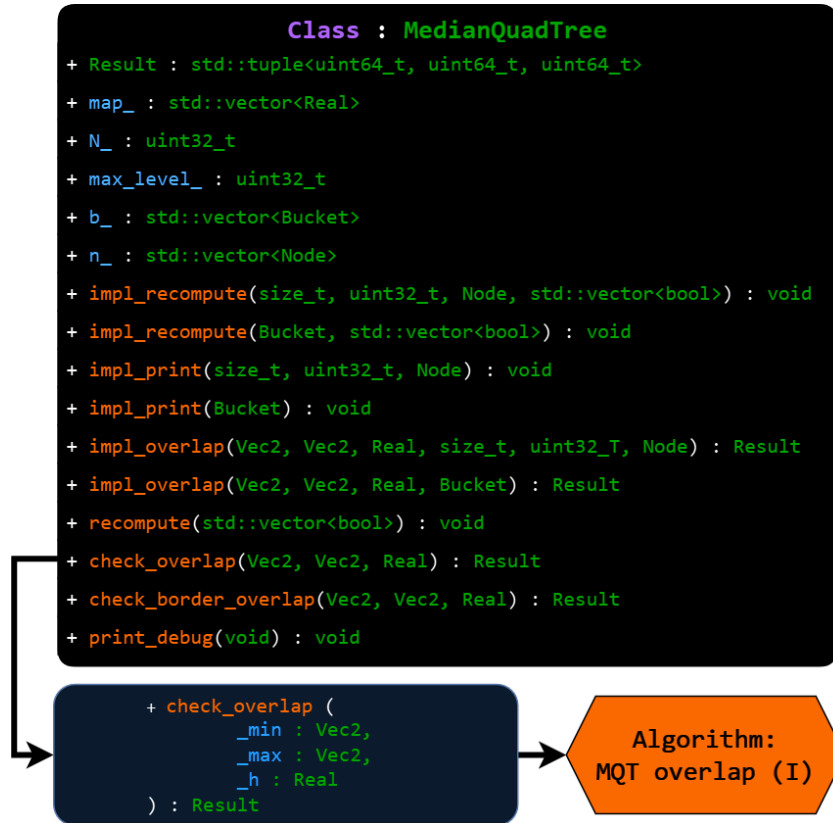 Class : MedianQuadTree
+ Result : std::tuple<uint64_t, uint64_t, uint64_t>
+ map_ : std::vector<Real>
+ N_ : uint32_t
+ max_level_ : uint32_t
+ b_ : std::vector<Bucket>
+ n_ : std::vector<Node>
+ impl_recompute(size_t, uint32_t, Node, std::vector<bool>) : void
+ impl_recompute(Bucket, std::vector<bool>) : void
+ impl_print(size_t, uint32_t, Node) : void
+ impl_print(Bucket) : void
+ impl_overlap(Vec2, Vec2, Real, size_t, uint32_T, Node) : Result
+ impl_overlap(Vec2, Vec2, Real, Bucket) : Result
+ recompute(std::vector<bool>) : void
+ check_overlap(Vec2, Vec2, Real) : Result
+ check_border_overlap(Vec2, Vec2, Real) : Result
+ print_debug(void) : void
+ check_overlap (
_min : Vec2,
_max : Vec2,
_h : Real
) : Result
Algorithm:
MQT overlap (I)